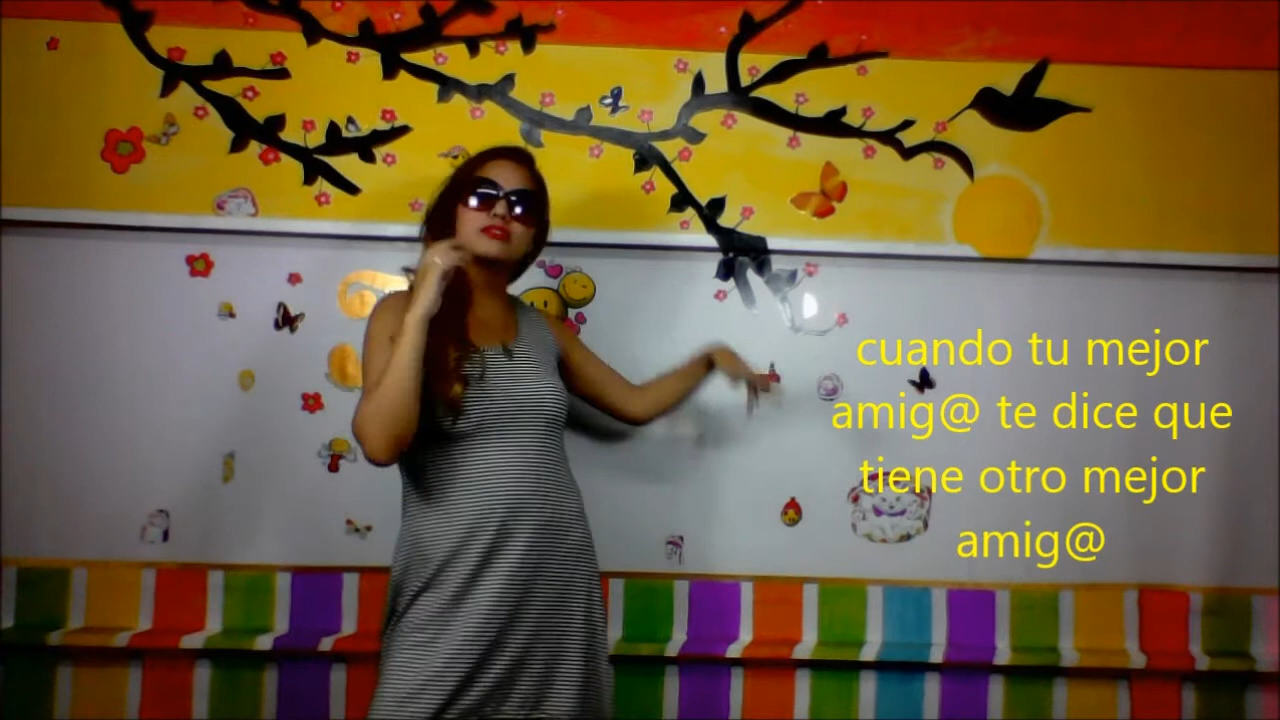 cuando tu mejor
amig@ te dice que
tiene otro mejor
amig@